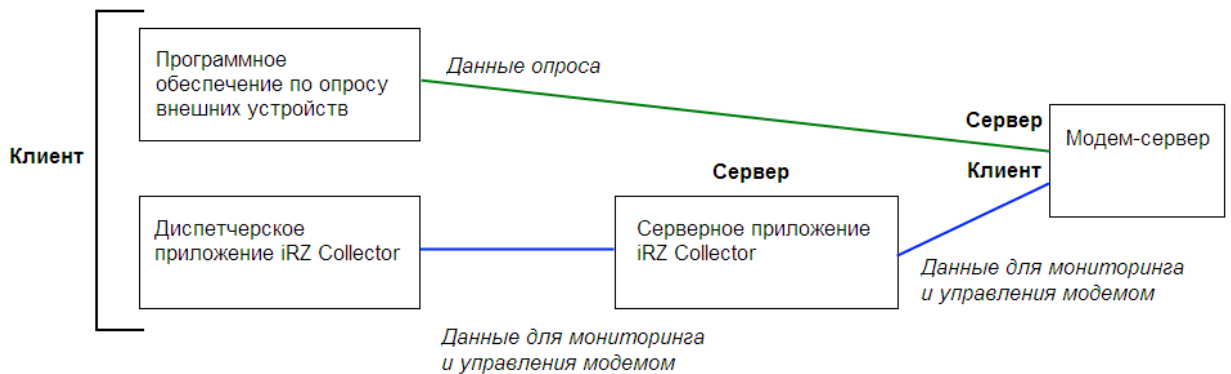 Клиент
Программное
обеспечение по опросу
внешних устройств
Данные опроса
Сервер
Клиент
Модем-сервер
Диспетчерское
приложение iRZ Collector
Сервер
Серверное приложение
iRZ Collector
Данные для мониторинга
и управления модемом
Данные для мониторинга
и управления модемом